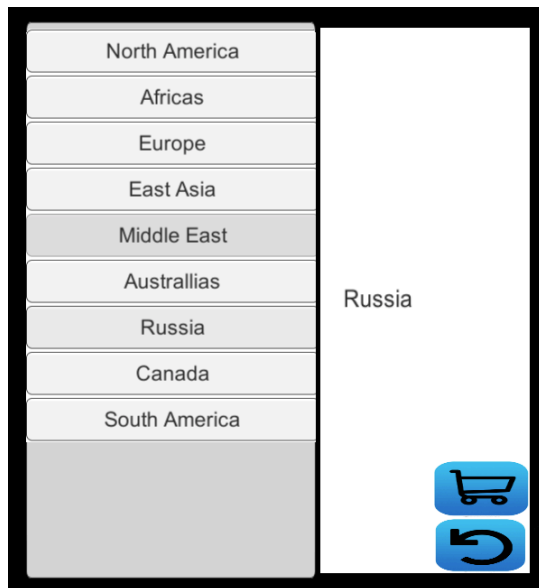 North America
Africas
Europe
East Asia
Middle East
Australlias
Russia
Canada
South America
Russia